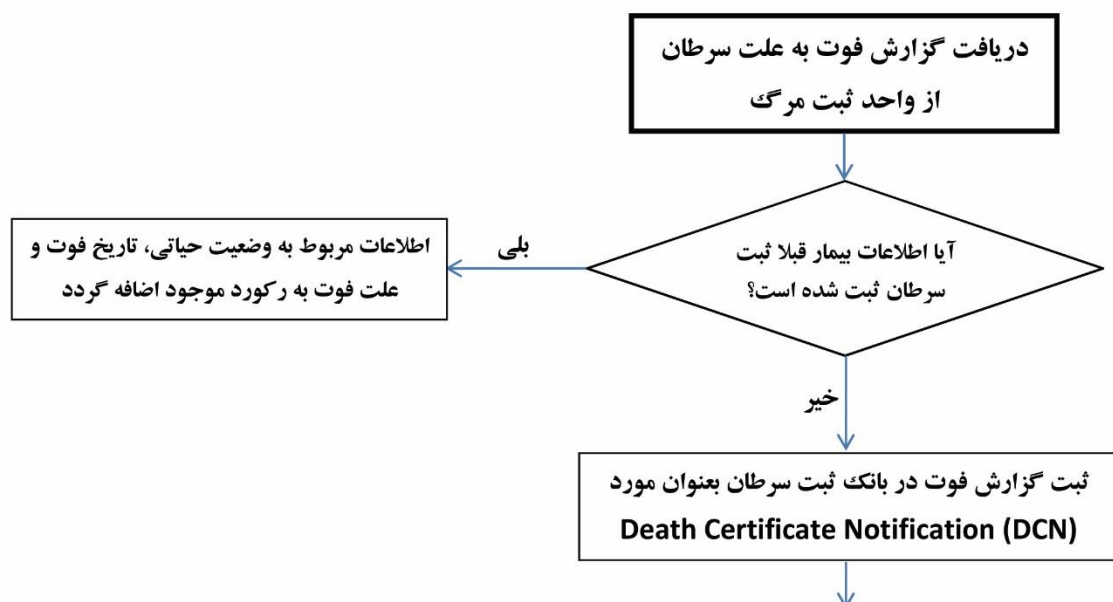 دریافت گزارش فوت به علت سرطان
از واحد ثبت مرگ
آیا اطلاعات بیمار قبلا ثبت
سرطان ثبت شده است؟
بلی
اطلاعات مربوط به وضعیت حیاتی، تاریخ فوت و
علت فوت به رکورد موجود اضافه گردد
خیر
ثبت گزارش فوت در بانک ثبت سرطان بعنوان مورد
Death Certificate Notification (DCN)